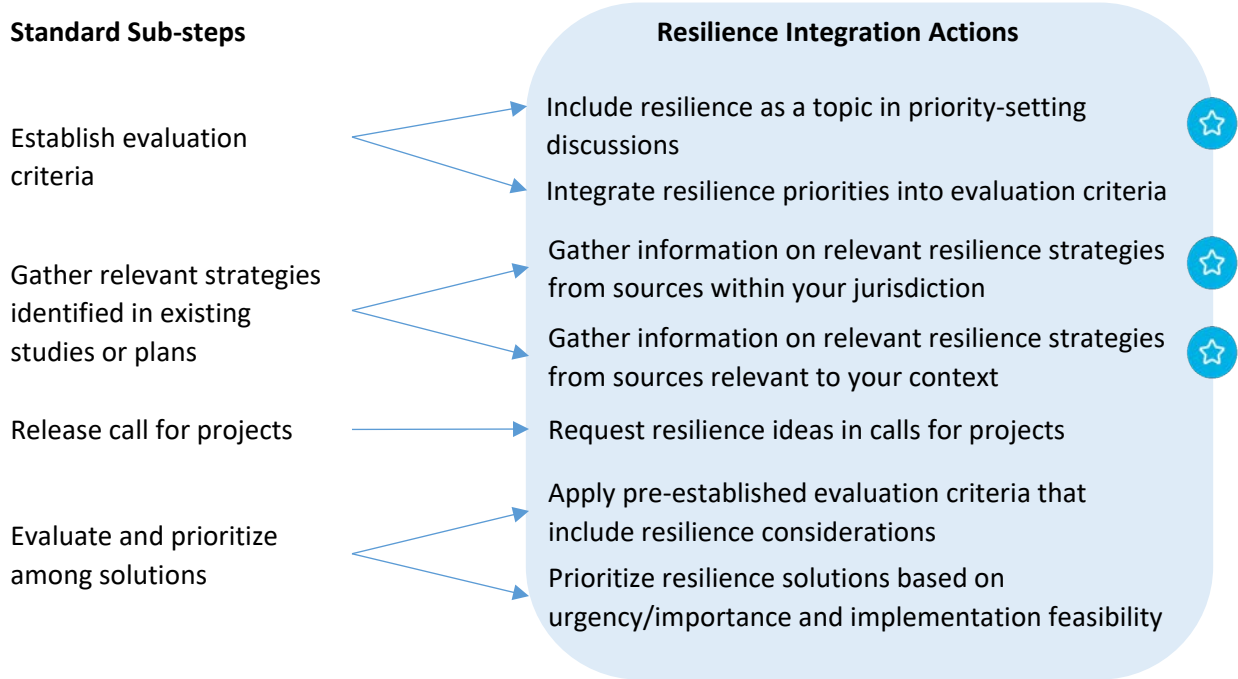 Standard Sub-steps
Resilience Integration Actions
Establish evaluation
criteria
Include resilience as a topic in priority-setting
discussions
Integrate resilience priorities into evaluation criteria
Gather relevant strategies
identified in existing
studies or plans
Gather information on relevant resilience strategies
from sources within your jurisdiction
Gather information on relevant resilience strategies
from sources relevant to your context
Release call for projects
Request resilience ideas in calls for projects
Evaluate and prioritize
among solutions
Apply pre-established evaluation criteria that
include resilience considerations
Prioritize resilience solutions based on
urgency/importance and implementation feasibility